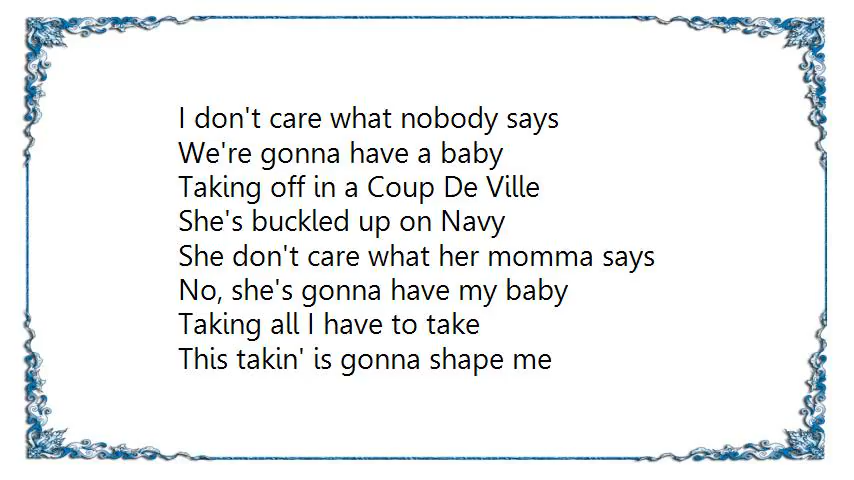 I don't care what nobody says
We're gonna have a baby
Taking off in a Coup De Ville
She's buckled up on Navy
She don't care what her momma says
No, she's gonna have my baby
Taking all I have to take
This takin' is gonna shape me